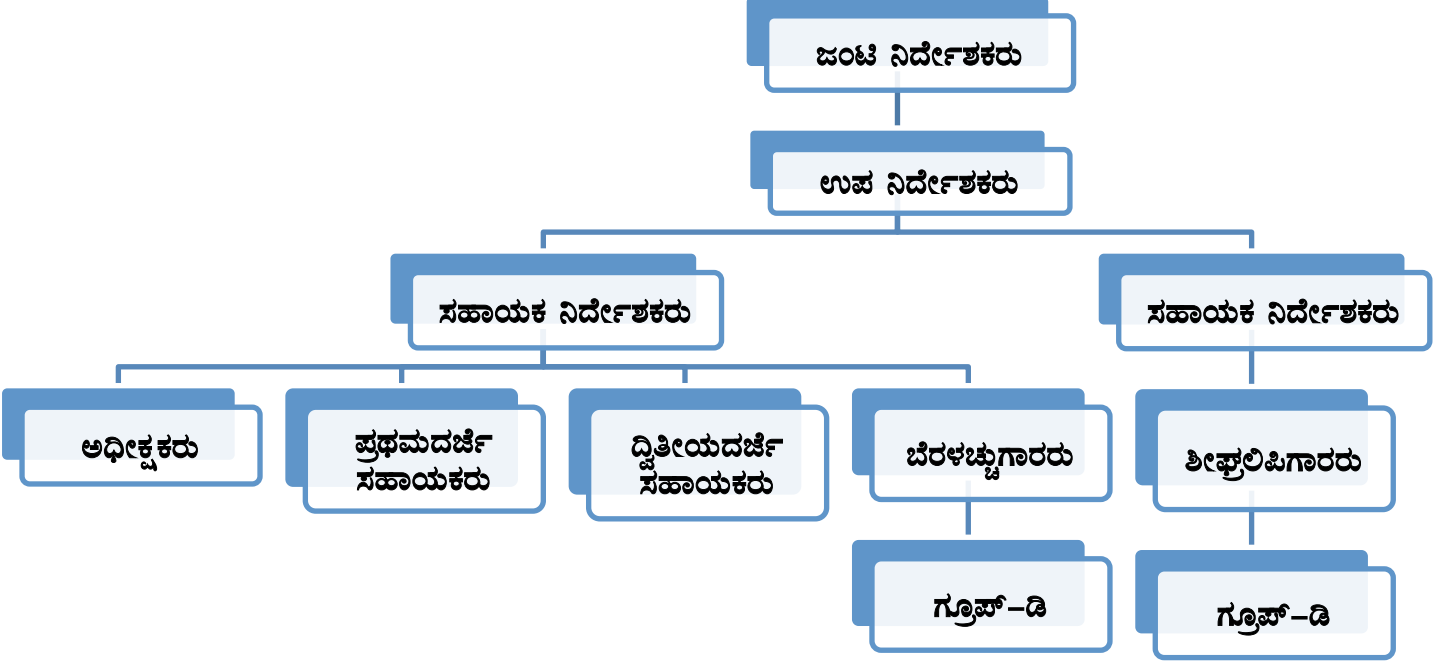 ಜಂಟಿ ನಿರ್ದೇಶಕರು
ಉಪ ನಿರ್ದೇಶಕರು
ಸಹಾಯಕ ನಿರ್ದೇಶಕರು
ಸಹಾಯಕ ನಿರ್ದೇಶಕರು
ಅಧೀಕ್ಷಕರು
ಪ್ರಥಮದರ್ಜೆ
ಸಹಾಯಕರು
ದ್ವಿತೀಯದರ್ಜೆ
ಸಹಾಯಕರು
ಬೆರಳಚ್ಚುಗಾರರು
ಶೀಘ್ರಲಿಪಿಗಾರರು
ಗ್ರೂಪ್–ಡಿ
ಗ್ರೂಪ್–ಡಿ